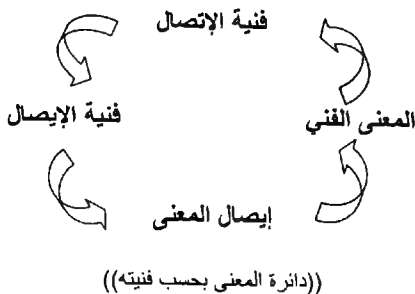 فنية الإتصال
المعنى الفني
فنية الإيصال
إيصال المعنى
((دائرة المعنى بحسب فنيته))